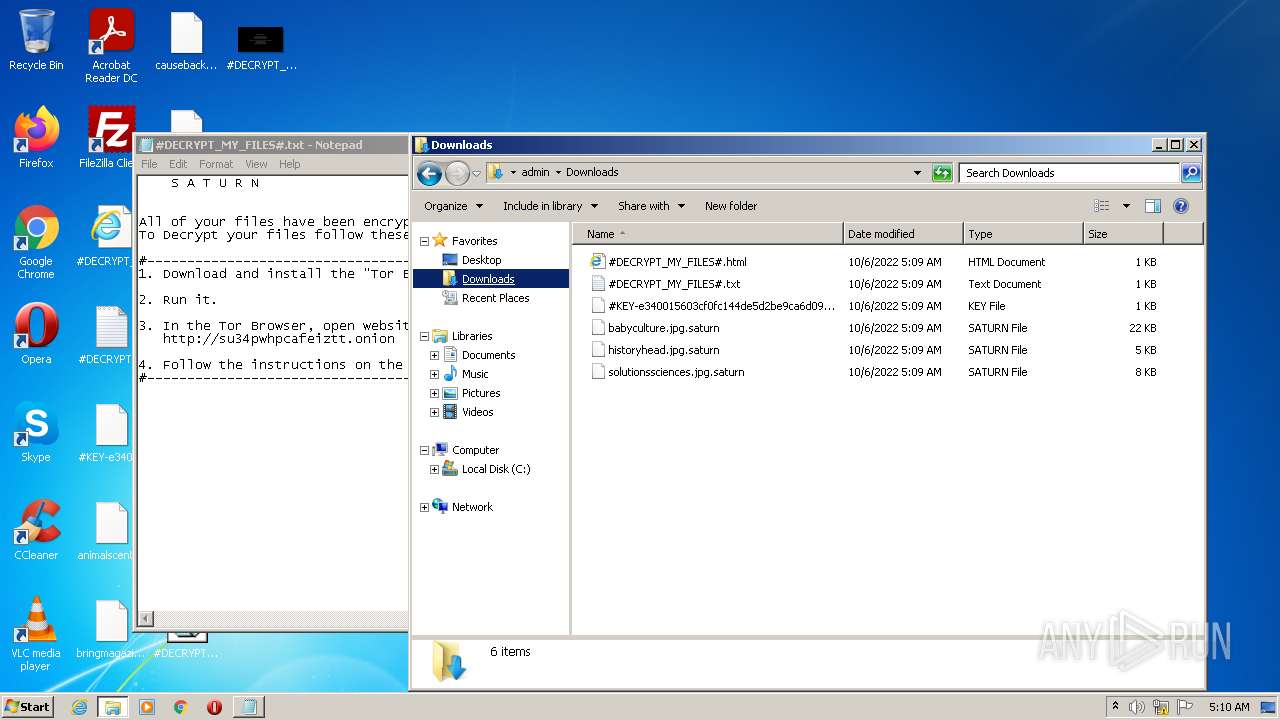 Recycle Bin
Acrobat Reader DC
causeback...
#DECRYPT_...
Firefox
FileZilla Clie
Google Chrome
#DECRYPT_
Opera
#DECRYPT
Skype
#KEY-e340
CCleaner
animalscent
VLC media player
bringmagazi...
#DECRYPT...
#DECRYPT_MY_FILES#.txt - Notepad
File Edit Format View Help
S A T U R N
All of your files have been encryp
To Decrypt your files follow these
#---------------------------------
1. Download and install the "Tor B
2. Run it.
3. In the Tor Browser, open websit
http://su34pwhpcafeiztt.onion
4. Follow the instructions on the
#---------------------------------
Downloads
admin Downloads
Search Downloads
Organize Include in library Share with New folder
Favorites
Desktop
Downloads
Recent Places
Libraries
Documents
Music
Pictures
Videos
Computer
Local Disk (C:)
Network
Name Date modified Type Size
#DECRYPT_MY_FILES#.html 10/6/2022 5:09 AM HTML Document 1 KB
#DECRYPT_MY_FILES#.txt 10/6/2022 5:09 AM Text Document KB
#KEY-e340015603cf0fc144de5d2be9ca6d09... 10/6/2022 5:09 AM KEY File 1 KB
babyculture.jpg.saturn 10/6/2022 5:09 AM SATURN File KB
historyhead.jpg.saturn 10/6/2022 5:09 AM SATURN File 5 KB
solutionssciences.jpg.saturn 10/6/2022 5:09 AM SATURN File 8 KB
6 items
ANY RUN
Start
5:10 AM